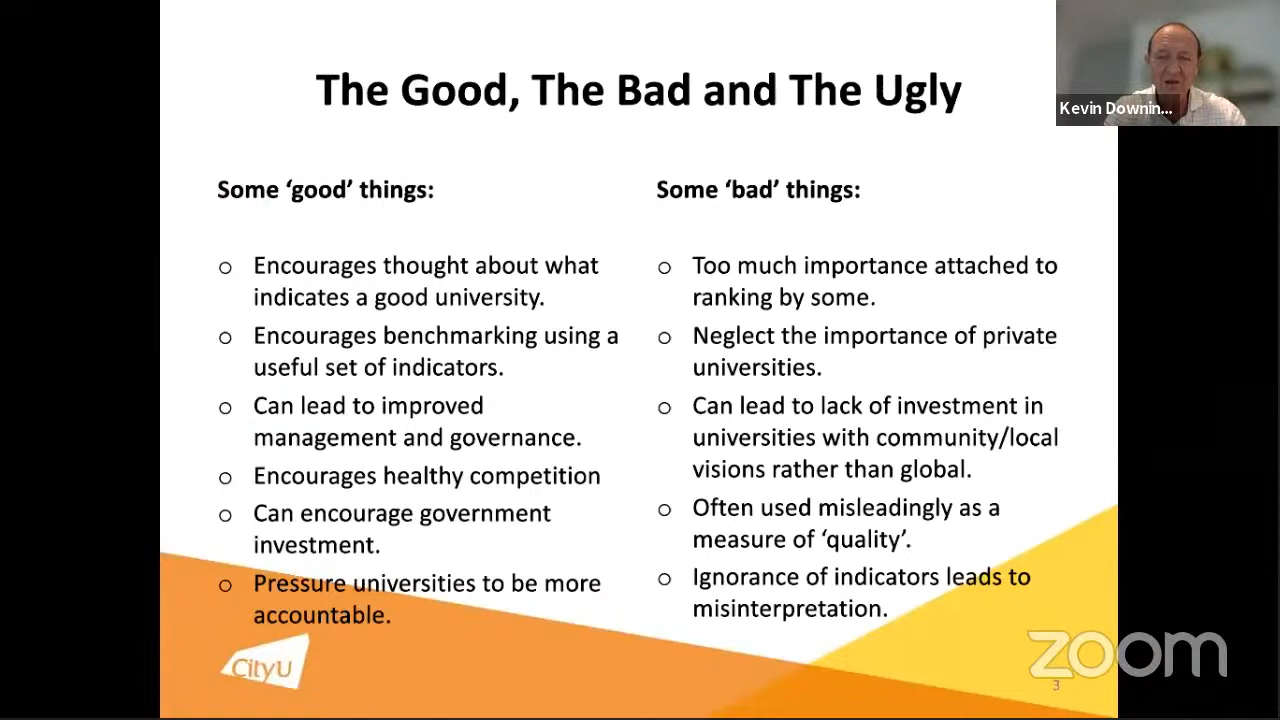 The Good, The Bad and The Ugly
Kevin Downin...
Some ‘good’ things:
o Encourages thought about what
indicates a good university.
o Encourages benchmarking using a
useful set of indicators.
o Can lead to improved
management and governance.
o Encourages healthy competition
o Can encourage government
investment.
o Pressure universities to be more
accountable.
Some ‘bad’ things:
o Too much importance attached to
ranking by some.
o Neglect the importance of private
universities.
o Can lead to lack of investment in
universities with community/local
visions rather than global.
o Often used misleadingly as a
measure of ‘quality’.
o Ignorance of indicators leads to
misinterpretation.
CityU
zoom
3